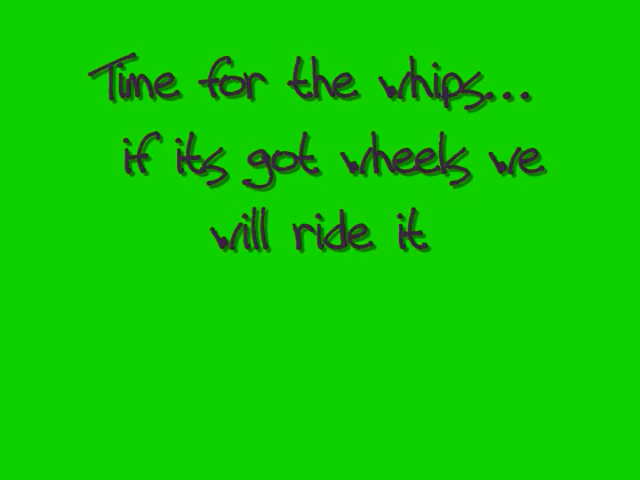 Time for the whips...
if its got wheels we
will ride it